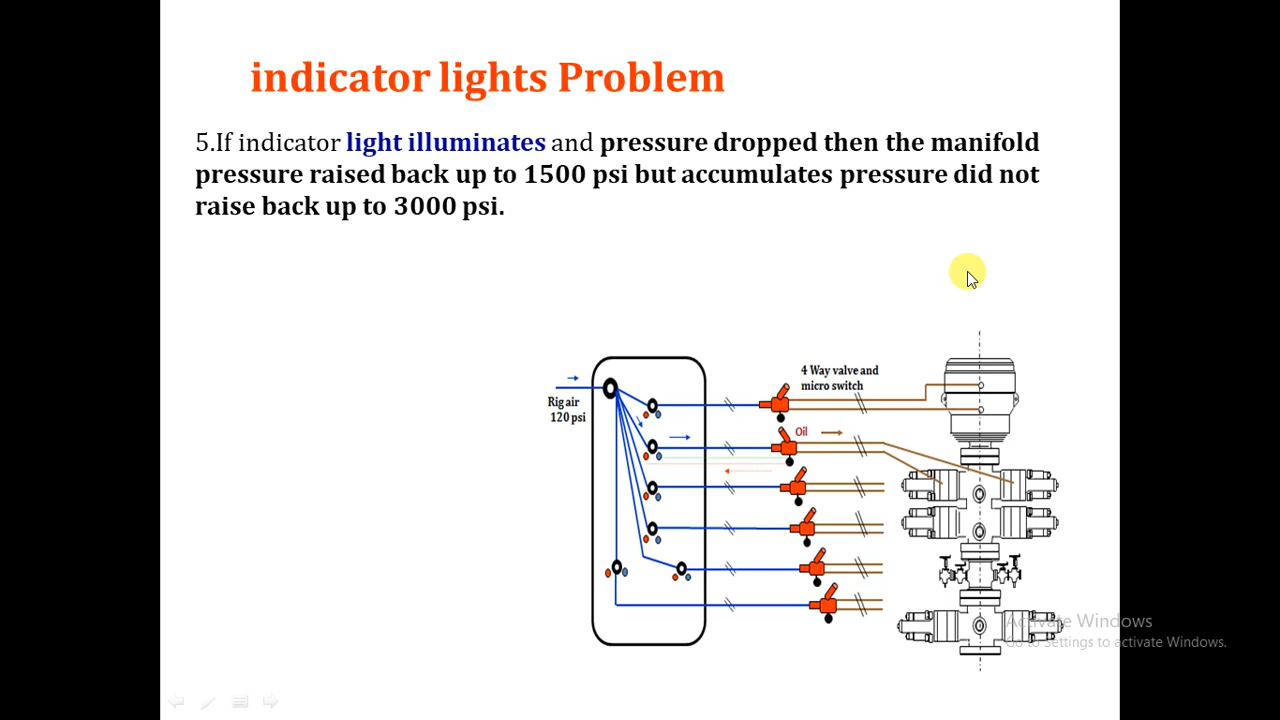 indicator lights Problem
5.If indicator light illuminates and pressure dropped then the manifold
pressure raised back up to 1500 psi but accumulates pressure did not
raise back up to 3000 psi.
4 Way valve and
micro switch
Rig air
120 psi
Oil
Activate Windows
Go to Settings to activate Windows.